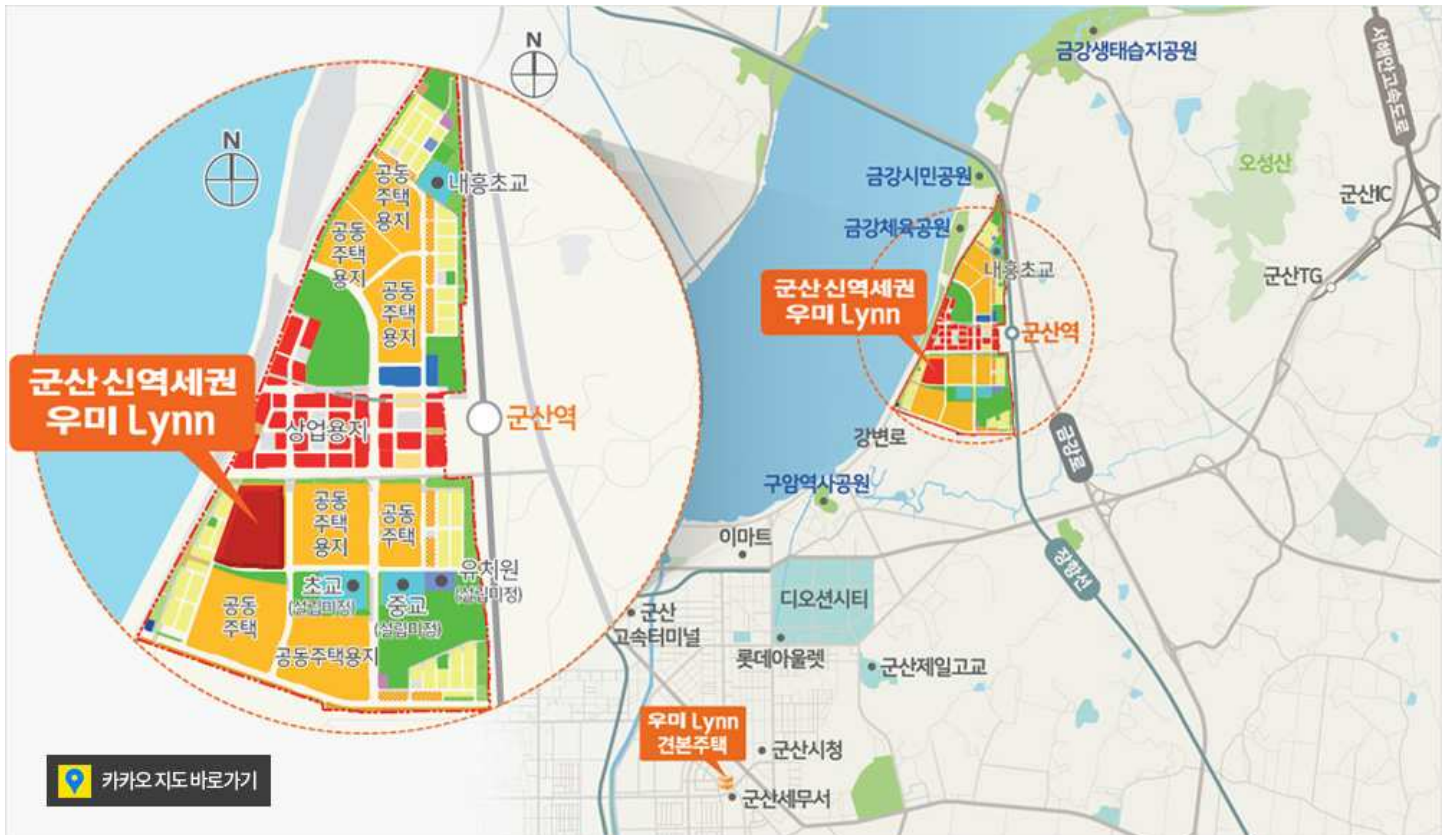 N
N
공동
주택
용지
내흥초교
공동
주택
용지
공동
주택
용지
군산 신역세권
우미 Lynn
상업용지
군산역
공동
주택
용지
공동
주택
초교
(설립미정)
중교
(설립미정)
유치원
(설립미정)
공동
주택
공동주택용지
카카오 지도 바로가기
금강생태습지공원
서해안고속도로
오성산
금강시민공원
군산IC
금강체육공원
내흥초교
군산TG
군산 신역세권
우미 Lynn
군산역
강변로
금강로
구암역사공원
이마트
장항선
디오션시티
군산
고속터미널
롯데아울렛
군산제일고교
우미 Lynn
견본주택
군산시청
군산세무서